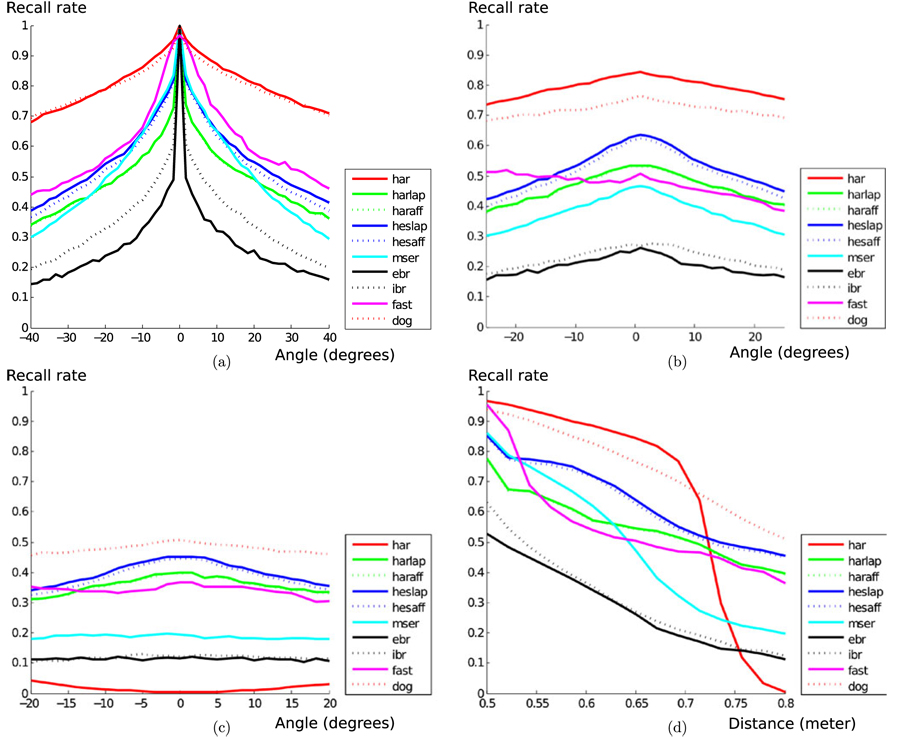 Recall rate
1
0.9
0.8
0.7
0.6
0.5
0.4
0.3
0.2
0.1
0
−40 −30 −20 −10 0 10 20 30 40
Angle (degrees)
(a)
har
harlap
haraff
heslap
hesaff
mser
ebr
ibr
fast
dog
Recall rate
1
0.9
0.8
0.7
0.6
0.5
0.4
0.3
0.2
0.1
0
−20 −10 0 10 20
Angle (degrees)
(b)
har
harlap
haraff
heslap
hesaff
mser
ebr
ibr
fast
dog
Recall rate
1
0.9
0.8
0.7
0.6
0.5
0.4
0.3
0.2
0.1
0
−20 −15 −10 −5 0 5 10 15 20
Angle (degrees)
(c)
har
harlap
haraff
heslap
hesaff
mser
ebr
ibr
fast
dog
Recall rate
1
0.9
0.8
0.7
0.6
0.5
0.4
0.3
0.2
0.1
0
0.5 0.55 0.6 0.65 0.7 0.75 0.8
Distance (meter)
(d)
har
harlap
haraff
heslap
hesaff
mser
ebr
ibr
fast
dog